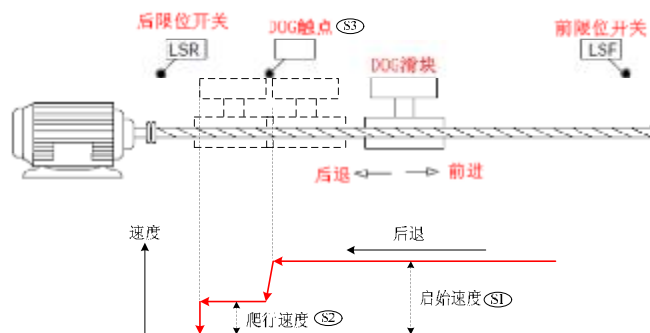 后限位开关
DOG触点 S3
前限位开关
LSR
LSF
DOG滑块
后退
前进
速度
后退
启始速度 S1
爬行速度 S2